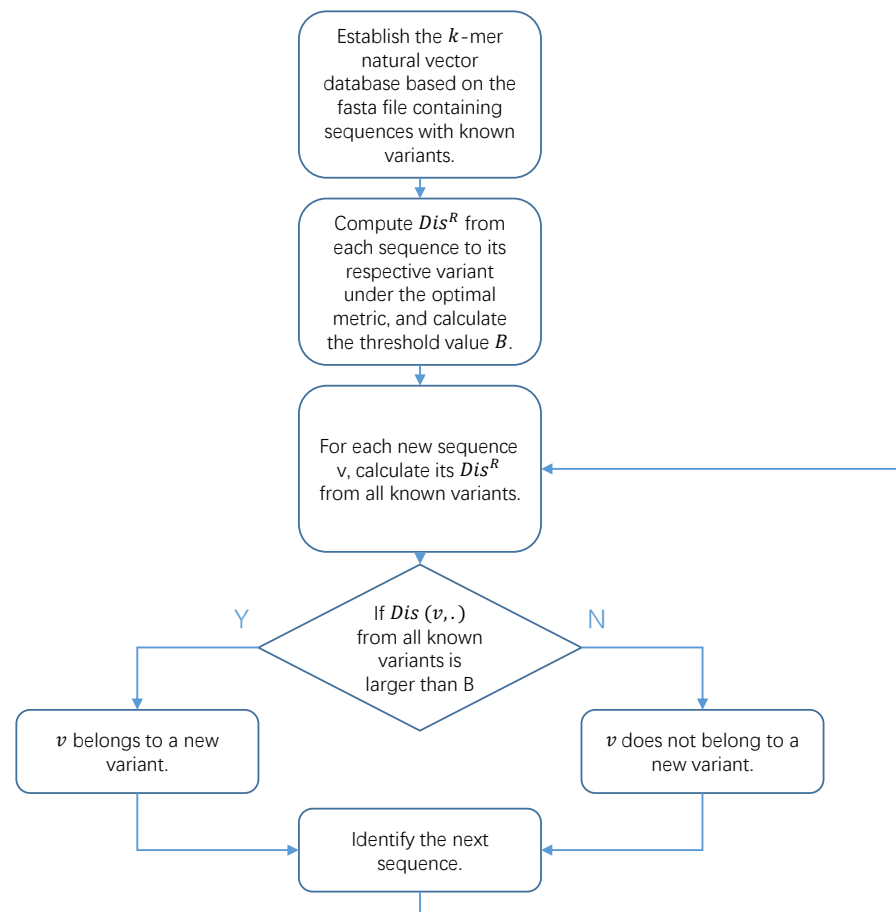 Establish the k-mer
natural vector
database based on the
fasta file containing
sequences with known
variants.
Compute Dis^R from
each sequence to its
respective variant
under the optimal
metric, and calculate
the threshold value B.
For each new sequence
v, calculate its Dis^R
from all known variants.
If Dis (v,.)
from all known
variants is
larger than B
Y
N
v belongs to a new
variant.
v does not belong to a
new variant.
Identify the next
sequence.